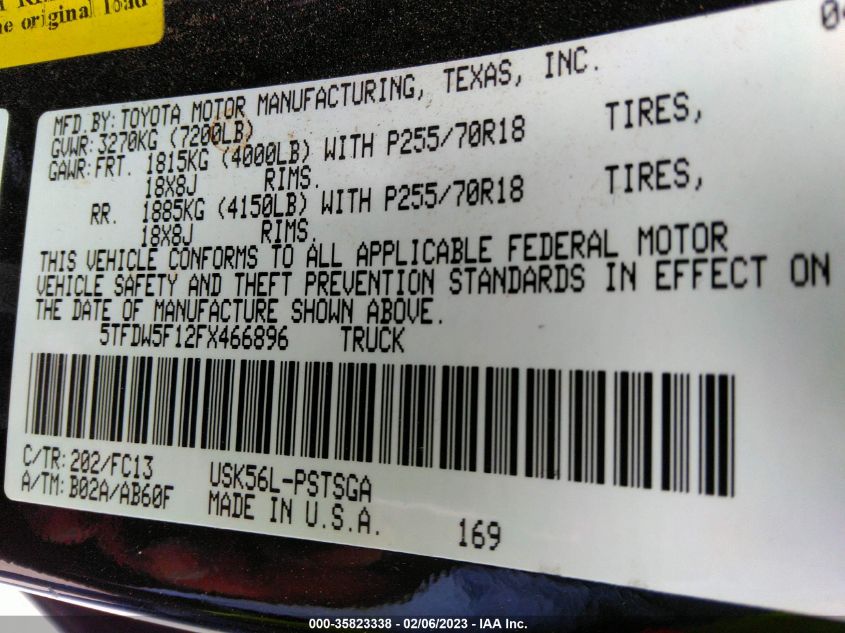 he original load
04
MFD. BY: TOYOTA MOTOR MANUFACTURING, TEXAS, INC.
GVWR: 3270KG (7200LB)
GAWR: FRT. 1815KG (4000LB) WITH P255/70R18 TIRES,
18X8J RIMS.
RR. 1885KG (4150LB) WITH P255/70R18 TIRES,
18X8J RIMS.
THIS VEHICLE CONFORMS TO ALL APPLICABLE FEDERAL MOTOR
VEHICLE SAFETY AND THEFT PREVENTION STANDARDS IN EFFECT ON
THE DATE OF MANUFACTURE SHOWN ABOVE.
5TFDW5F12FX466896 TRUCK
C/TR: 202/FC13 USK56L-PSTSGA
A/TM: B02A/AB60F MADE IN U.S.A. 169
000-35823338 - 02/06/2023 - IAA Inc.